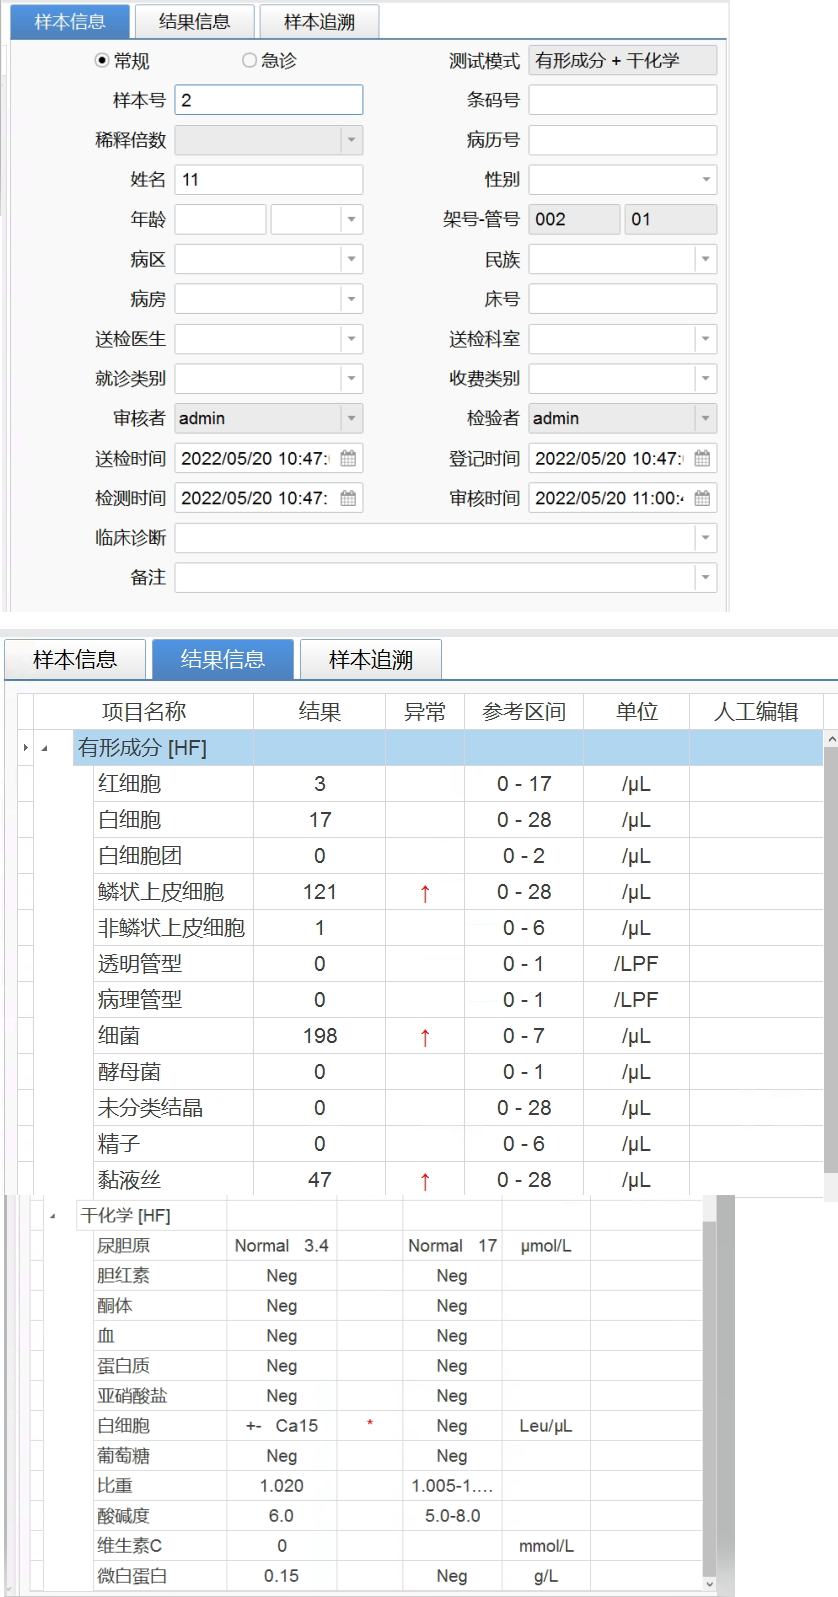 样本信息 结果信息 样本追溯
常规 急诊 测试模式 有形成分 + 干化学
样本号 2 条码号
稀释倍数 病历号
姓名 11 性别
年龄 架号-管号 002 01
病区 民族
病房 床号
送检医生 送检科室
就诊类别 收费类别
审核者 admin 检验者 admin
送检时间 2022/05/20 10:47: 登记时间 2022/05/20 10:47:
检测时间 2022/05/20 10:47: 审核时间 2022/05/20 11:00:
临床诊断
备注
样本信息 结果信息 样本追溯
项目名称 结果 异常 参考区间 单位 人工编辑
有形成分 [HF]
红细胞 3 0 - 17 /μL
白细胞 17 0 - 28 /μL
白细胞团 0 0 - 2 /μL
鳞状上皮细胞 121 ↑ 0 - 28 /μL
非鳞状上皮细胞 1 0 - 6 /μL
透明管型 0 0 - 1 /LPF
病理管型 0 0 - 1 /LPF
细菌 198 ↑ 0 - 7 /μL
酵母菌 0 0 - 1 /μL
未分类结晶 0 0 - 28 /μL
精子 0 0 - 6 /μL
黏液丝 47 ↑ 0 - 28 /μL
干化学 [HF]
尿胆原 Normal 3.4 Normal 17 μmol/L
胆红素 Neg Neg
酮体 Neg Neg
血 Neg Neg
蛋白质 Neg Neg
亚硝酸盐 Neg Neg
白细胞 +- Ca15 * Neg Leu/μL
葡萄糖 Neg Neg
比重 1.020 1.005-1....
酸碱度 6.0 5.0-8.0
维生素C 0 mmol/L
微白蛋白 0.15 Neg g/L